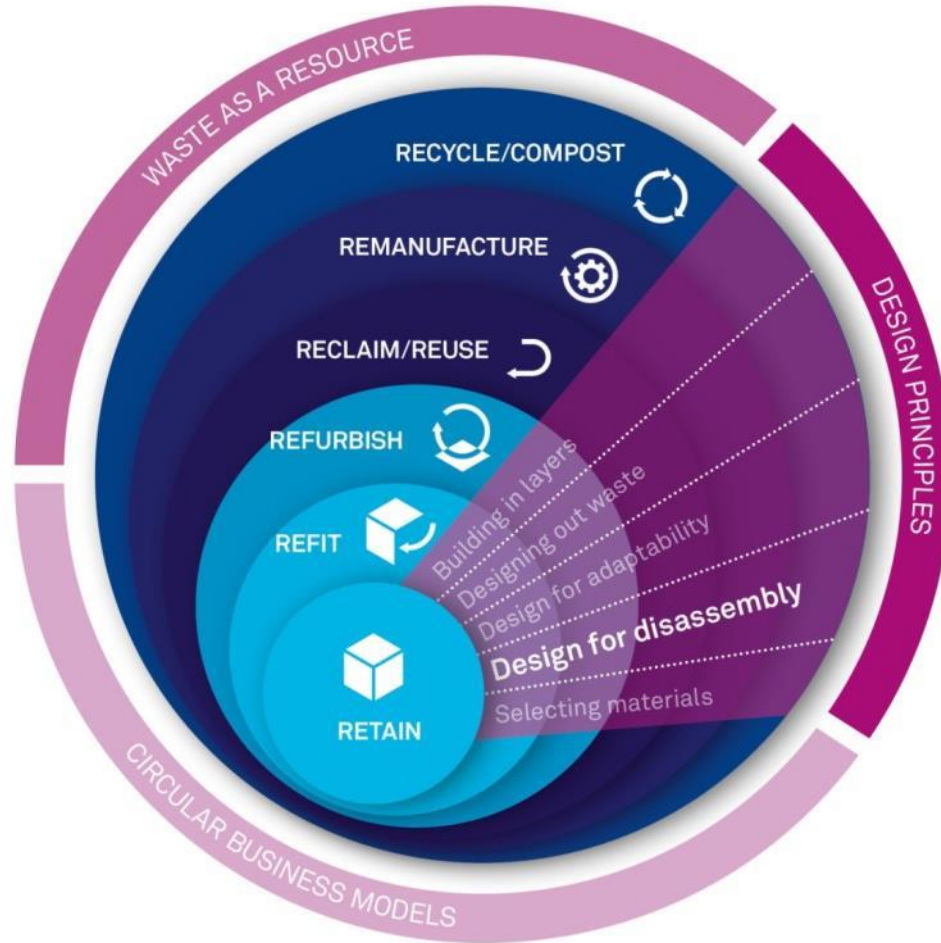 WASTE AS A RESOURCE
RECYCLE/COMPOST
REMANUFACTURE
RECLAIM/REUSE
REFURBISH
REFIT
RETAIN
Building in layers
Designing out waste
Design for adaptability
Design for disassembly
Selecting materials
DESIGN PRINCIPLES
CIRCULAR BUSINESS MODELS